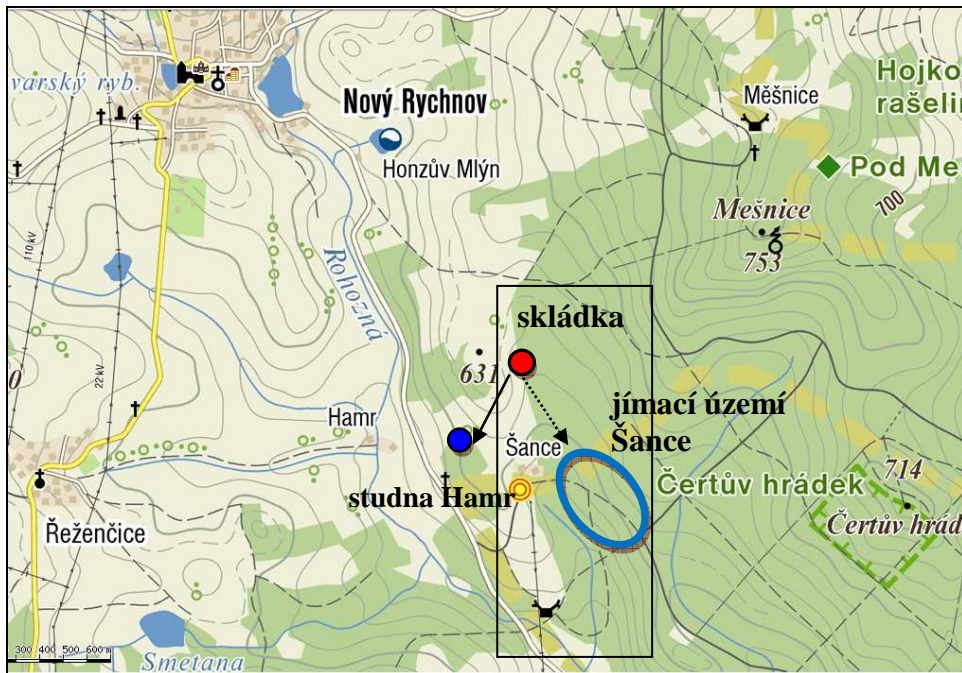 varský ryb.
Nový Rychnov
Honzův Mlýn
Měšnice
Hojko
rašelin
Pod Me
700
Mešnice
753
110 kV
Rohozná
skládka
631
0
22 kV
Hamr
jímací území
Šance
Šance
studna Hamr
Čertův hrádek
714
Čertův hrád
Řeženčice
300 400 500 600 m
Smetana